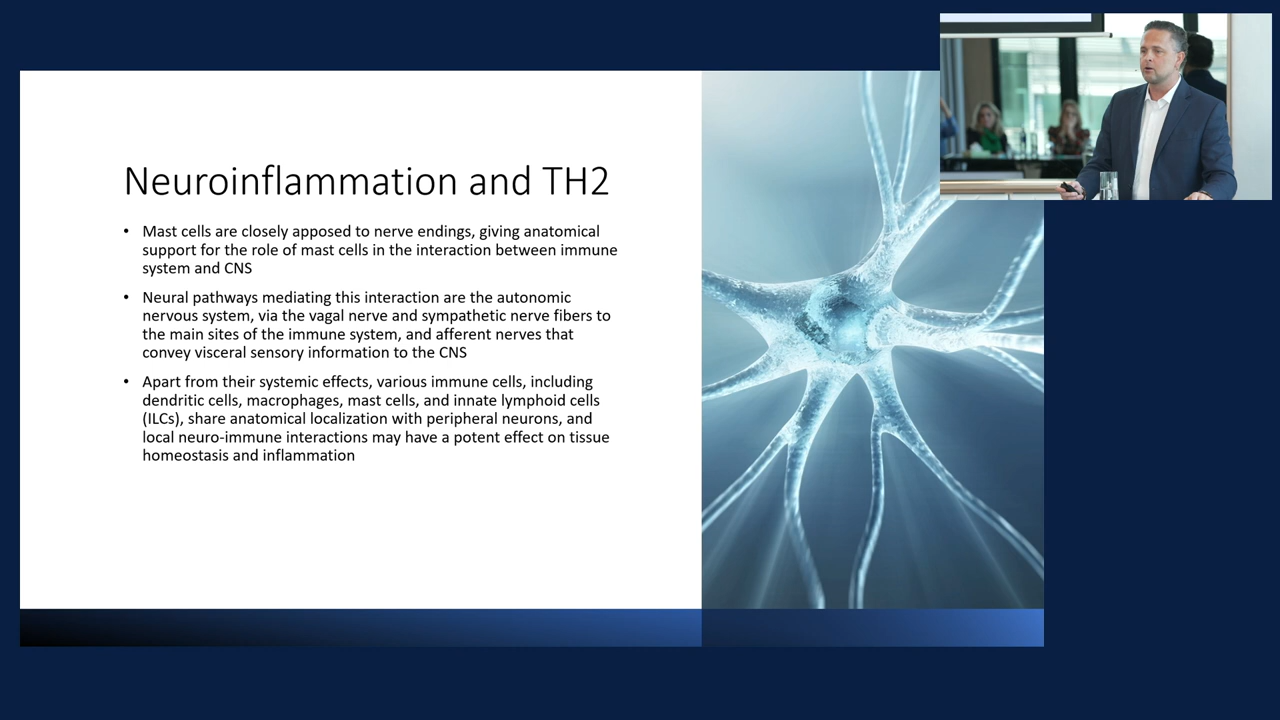 Neuroinflammation and TH2
• Mast cells are closely apposed to nerve endings, giving anatomical
support for the role of mast cells in the interaction between immune
system and CNS
• Neural pathways mediating this interaction are the autonomic
nervous system, via the vagal nerve and sympathetic nerve fibers to
the main sites of the immune system, and afferent nerves that
convey visceral sensory information to the CNS
• Apart from their systemic effects, various immune cells, including
dendritic cells, macrophages, mast cells, and innate lymphoid cells
(ILCs), share anatomical localization with peripheral neurons, and
local neuro-immune interactions may have a potent effect on tissue
homeostasis and inflammation